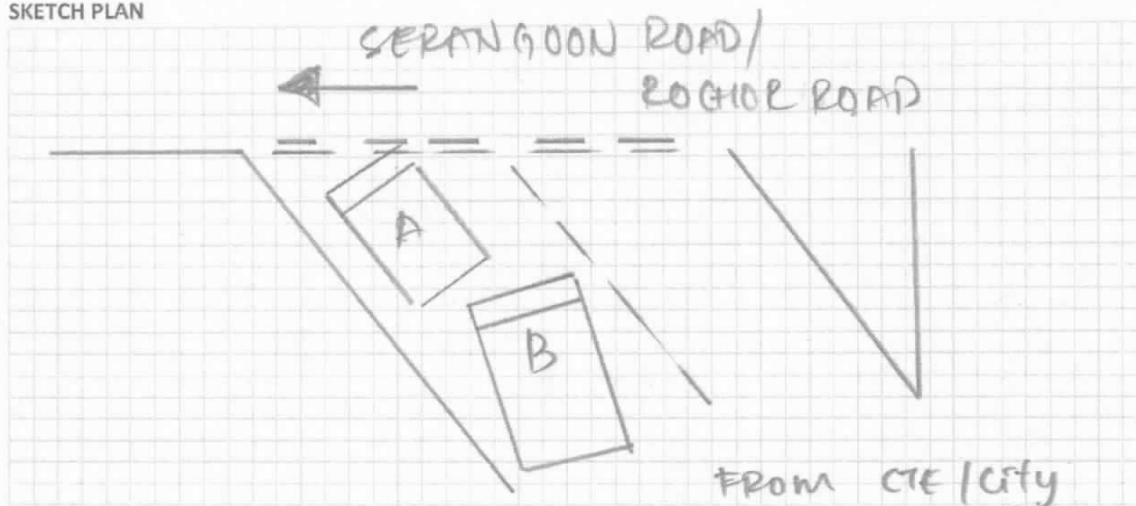 SKETCH PLAN
SERANGOON ROAD/
ROCHOR ROAD
A
B
FROM CTE/City